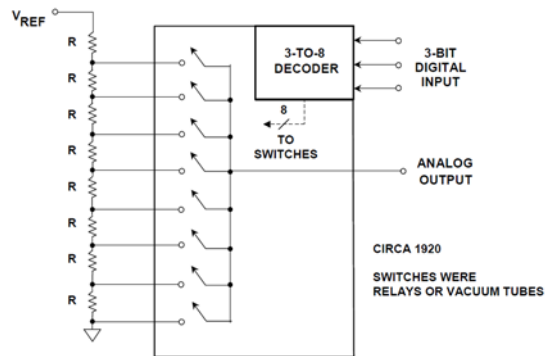 VREF
R
R
R
R
R
R
R
R
3-TO-8
DECODER
8
TO
SWITCHES
3-BIT
DIGITAL
INPUT
ANALOG
OUTPUT
CIRCA 1920
SWITCHES WERE
RELAYS OR VACUUM TUBES